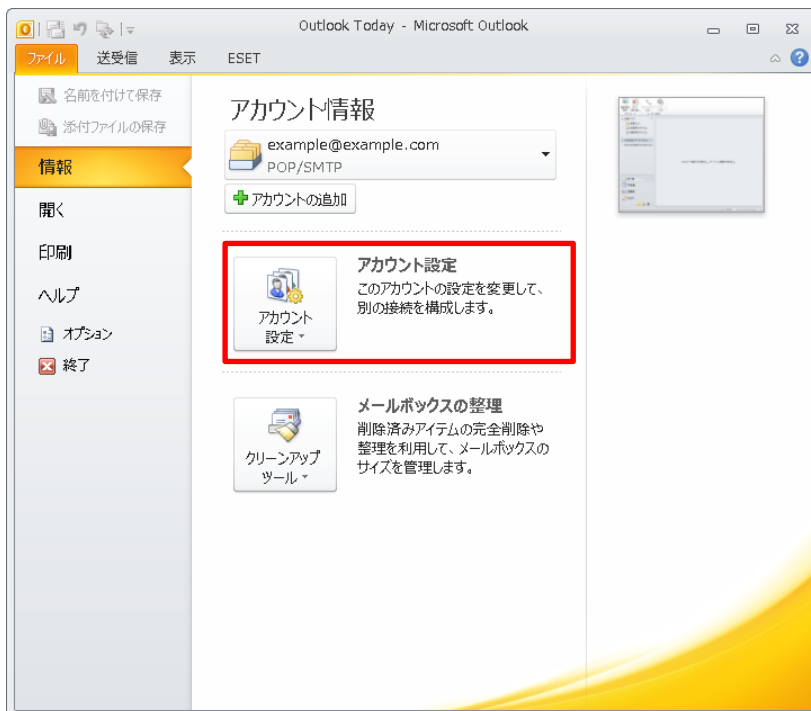 Outlook Today - Microsoft Outlook
ファイル 送受信 表示 ESET
名前を付けて保存
添付ファイルの保存
情報
開く
印刷
ヘルプ
オプション
終了
アカウント情報
example@example.com
POP/SMTP
アカウントの追加
アカウント
設定
アカウント設定
このアカウントの設定を変更して、
別の接続を構成します。
クリーンアップ
ツール
メールボックスの整理
削除済みアイテムの完全削除や
整理を利用して、メールボックスの
サイズを管理します。